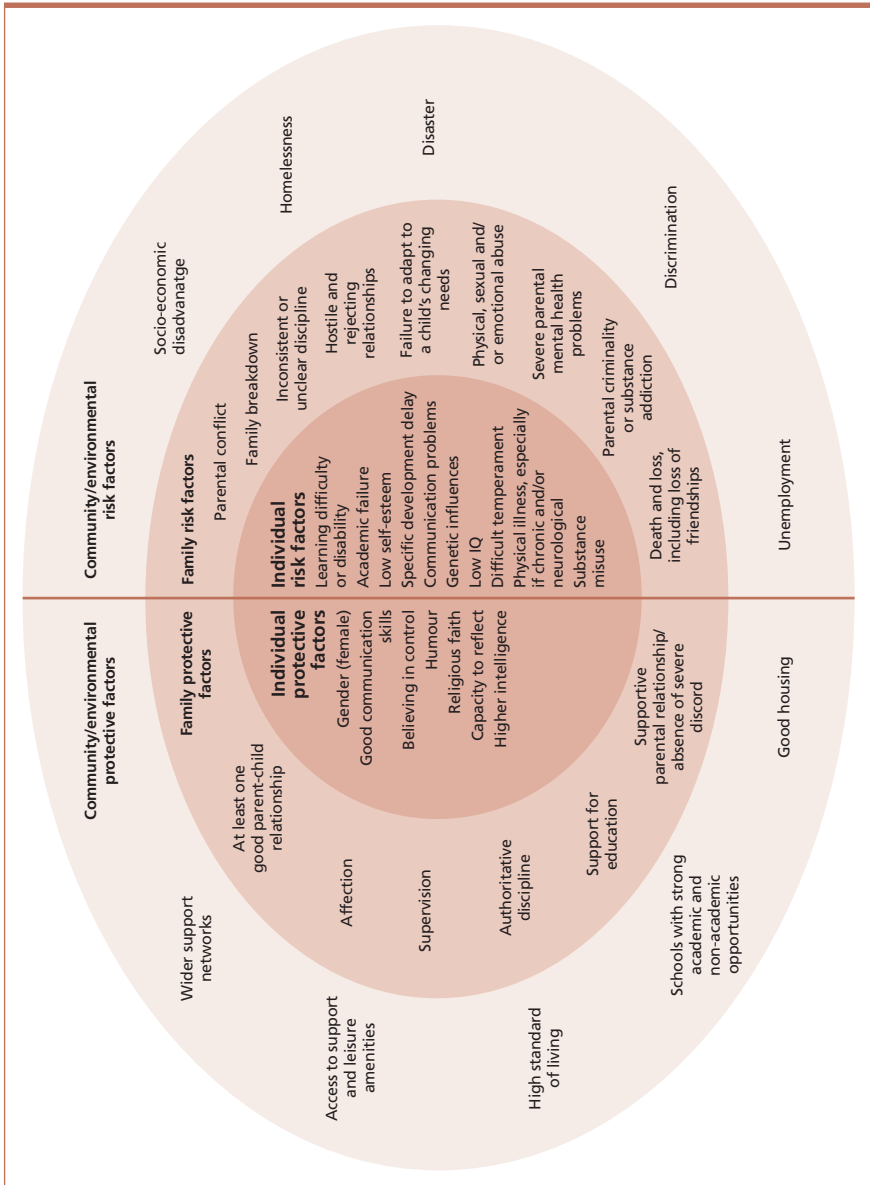 Community/environmental
protective factors
Wider support
networks
Access to support
and leisure
amenities
High standard
of living
Schools with strong
academic and
non-academic
opportunities
Good housing
Family protective
factors
At least one
good parent-child
relationship
Affection
Supervision
Authoritative
discipline
Support for
education
Supportive
parental relationship/
absence of severe
discord
Individual
protective
factors
Gender (female)
Good communication
skills
Believing in control
Humour
Religious faith
Capacity to reflect
Higher intelligence
Individual
risk factors
Learning difficulty
or disability
Academic failure
Low self-esteem
Specific development delay
Communication problems
Genetic influences
Low IQ
Difficult temperament
Physical illness, especially
if chronic and/or
neurological
Substance
misuse
Family risk factors
Parental conflict
Family breakdown
Inconsistent or
unclear discipline
Hostile and
rejecting
relationships
Failure to adapt to
a child's changing
needs
Physical, sexual and/
or emotional abuse
Severe parental
mental health
problems
Parental criminality
or substance
addiction
Death and loss,
including loss of
friendships
Community/environmental
risk factors
Socio-economic
disadvanatge
Homelessness
Disaster
Discrimination
Unemployment